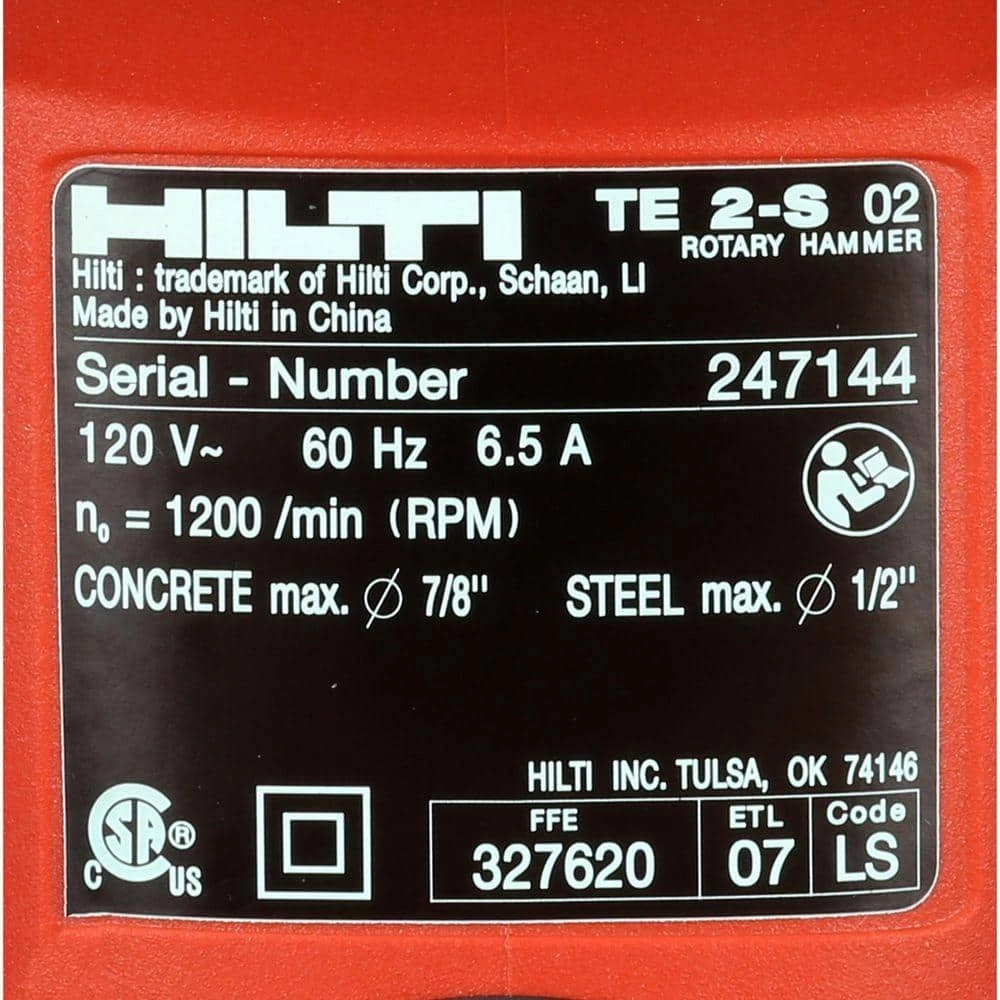 HILTI TE 2-S 02
ROTARY HAMMER
Hilti : trademark of Hilti Corp., Schaan, LI
Made by Hilti in China
Serial - Number 247144
120 V~ 60 Hz 6.5 A
n₀ = 1200 /min (RPM)
CONCRETE max. ⌀ 7/8" STEEL max. ⌀ 1/2"
HILTI INC. TULSA, OK 74146
C SA ® C US
FFE ETL Code
327620 07 LS